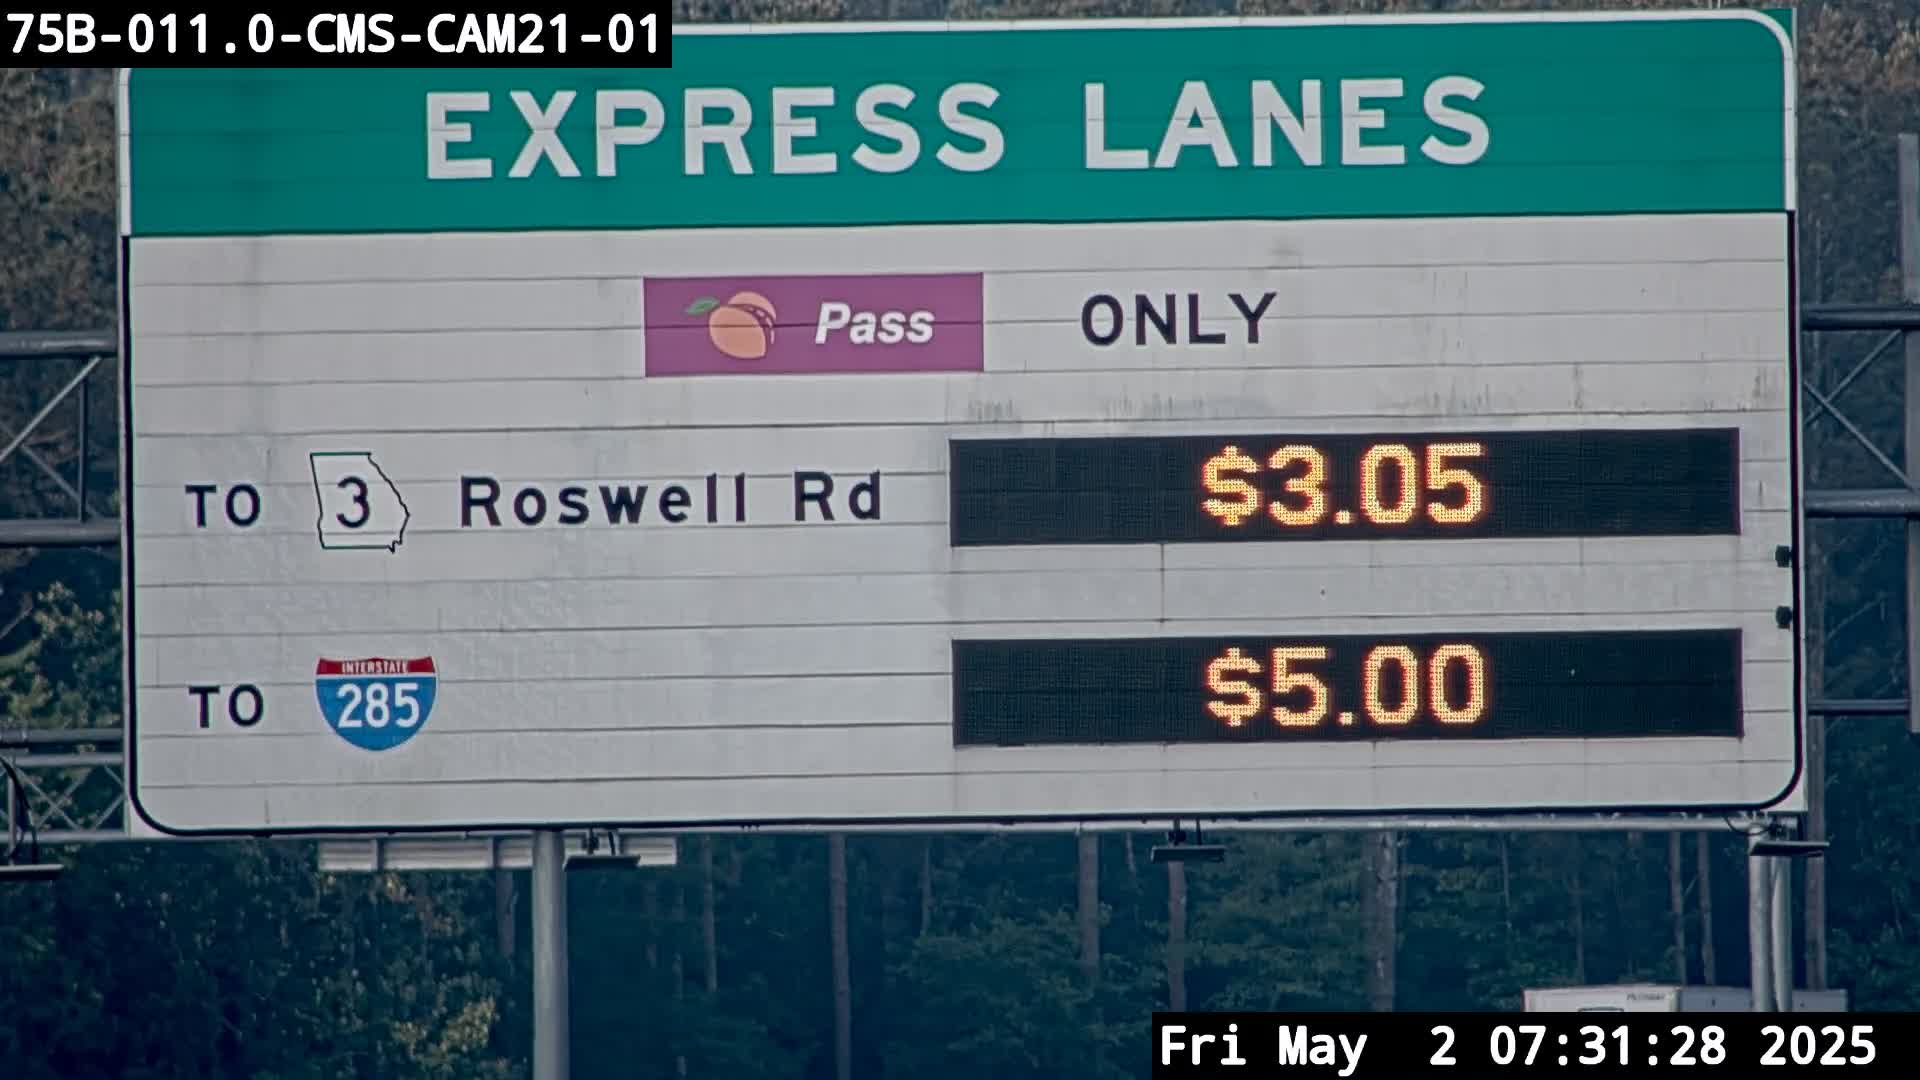 75B-011.0-CMS-CAM21-01
EXPRESS LANES
Pass ONLY
TO 3 Roswell Rd $3.05
INTERSTATE
TO 285 $5.00
Fri May 2 07:31:28 2025